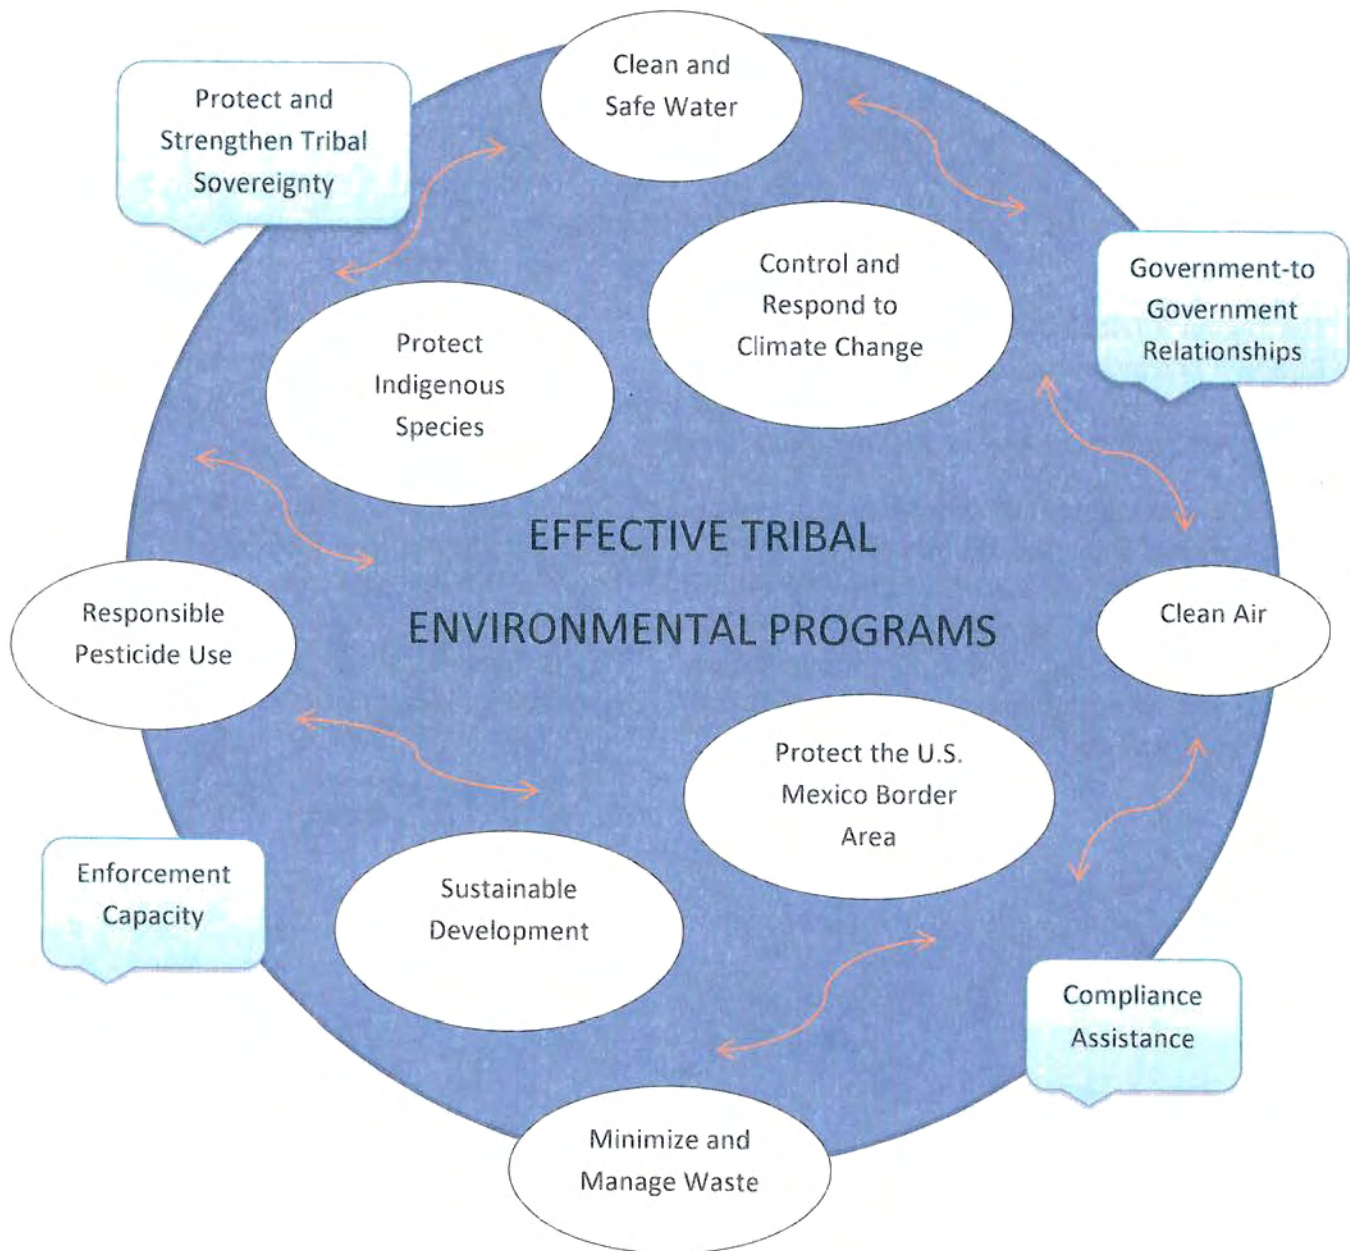 Clean and
Safe Water
Protect and
Strengthen Tribal
Sovereignty
Control and
Respond to
Climate Change
Government-to
Government
Relationships
Protect
Indigenous
Species
EFFECTIVE TRIBAL
ENVIRONMENTAL PROGRAMS
Responsible
Pesticide Use
Clean Air
Protect the U.S.
Mexico Border
Area
Enforcement
Capacity
Sustainable
Development
Compliance
Assistance
Minimize and
Manage Waste